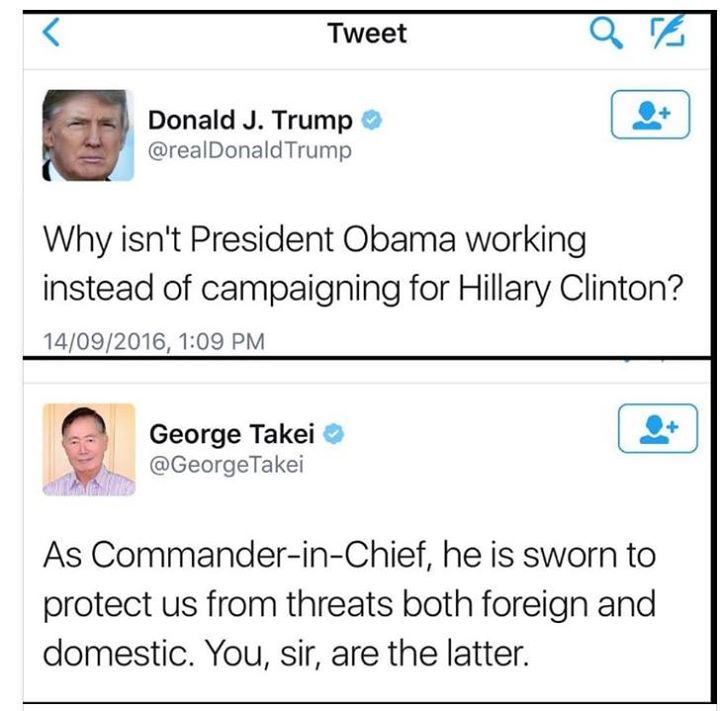 Tweet
Donald J. Trump
@realDonaldTrump
Why isn't President Obama working
instead of campaigning for Hillary Clinton?
14/09/2016, 1:09 PM
George Takei
@GeorgeTakei
As Commander-in-Chief, he is sworn to
protect us from threats both foreign and
domestic. You, sir, are the latter.